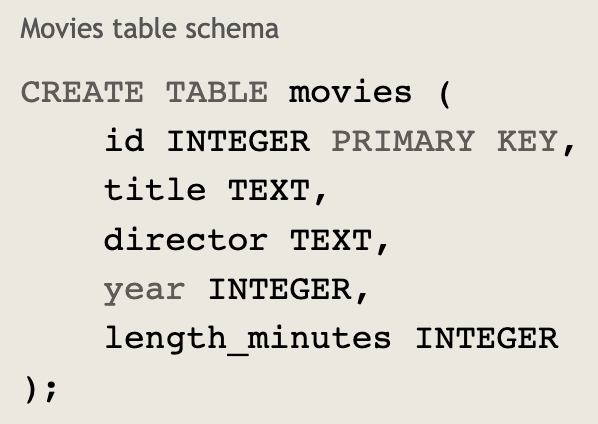 Movies table schema
CREATE TABLE movies (
    id INTEGER PRIMARY KEY,
    title TEXT,
    director TEXT,
    year INTEGER,
    length_minutes INTEGER
);